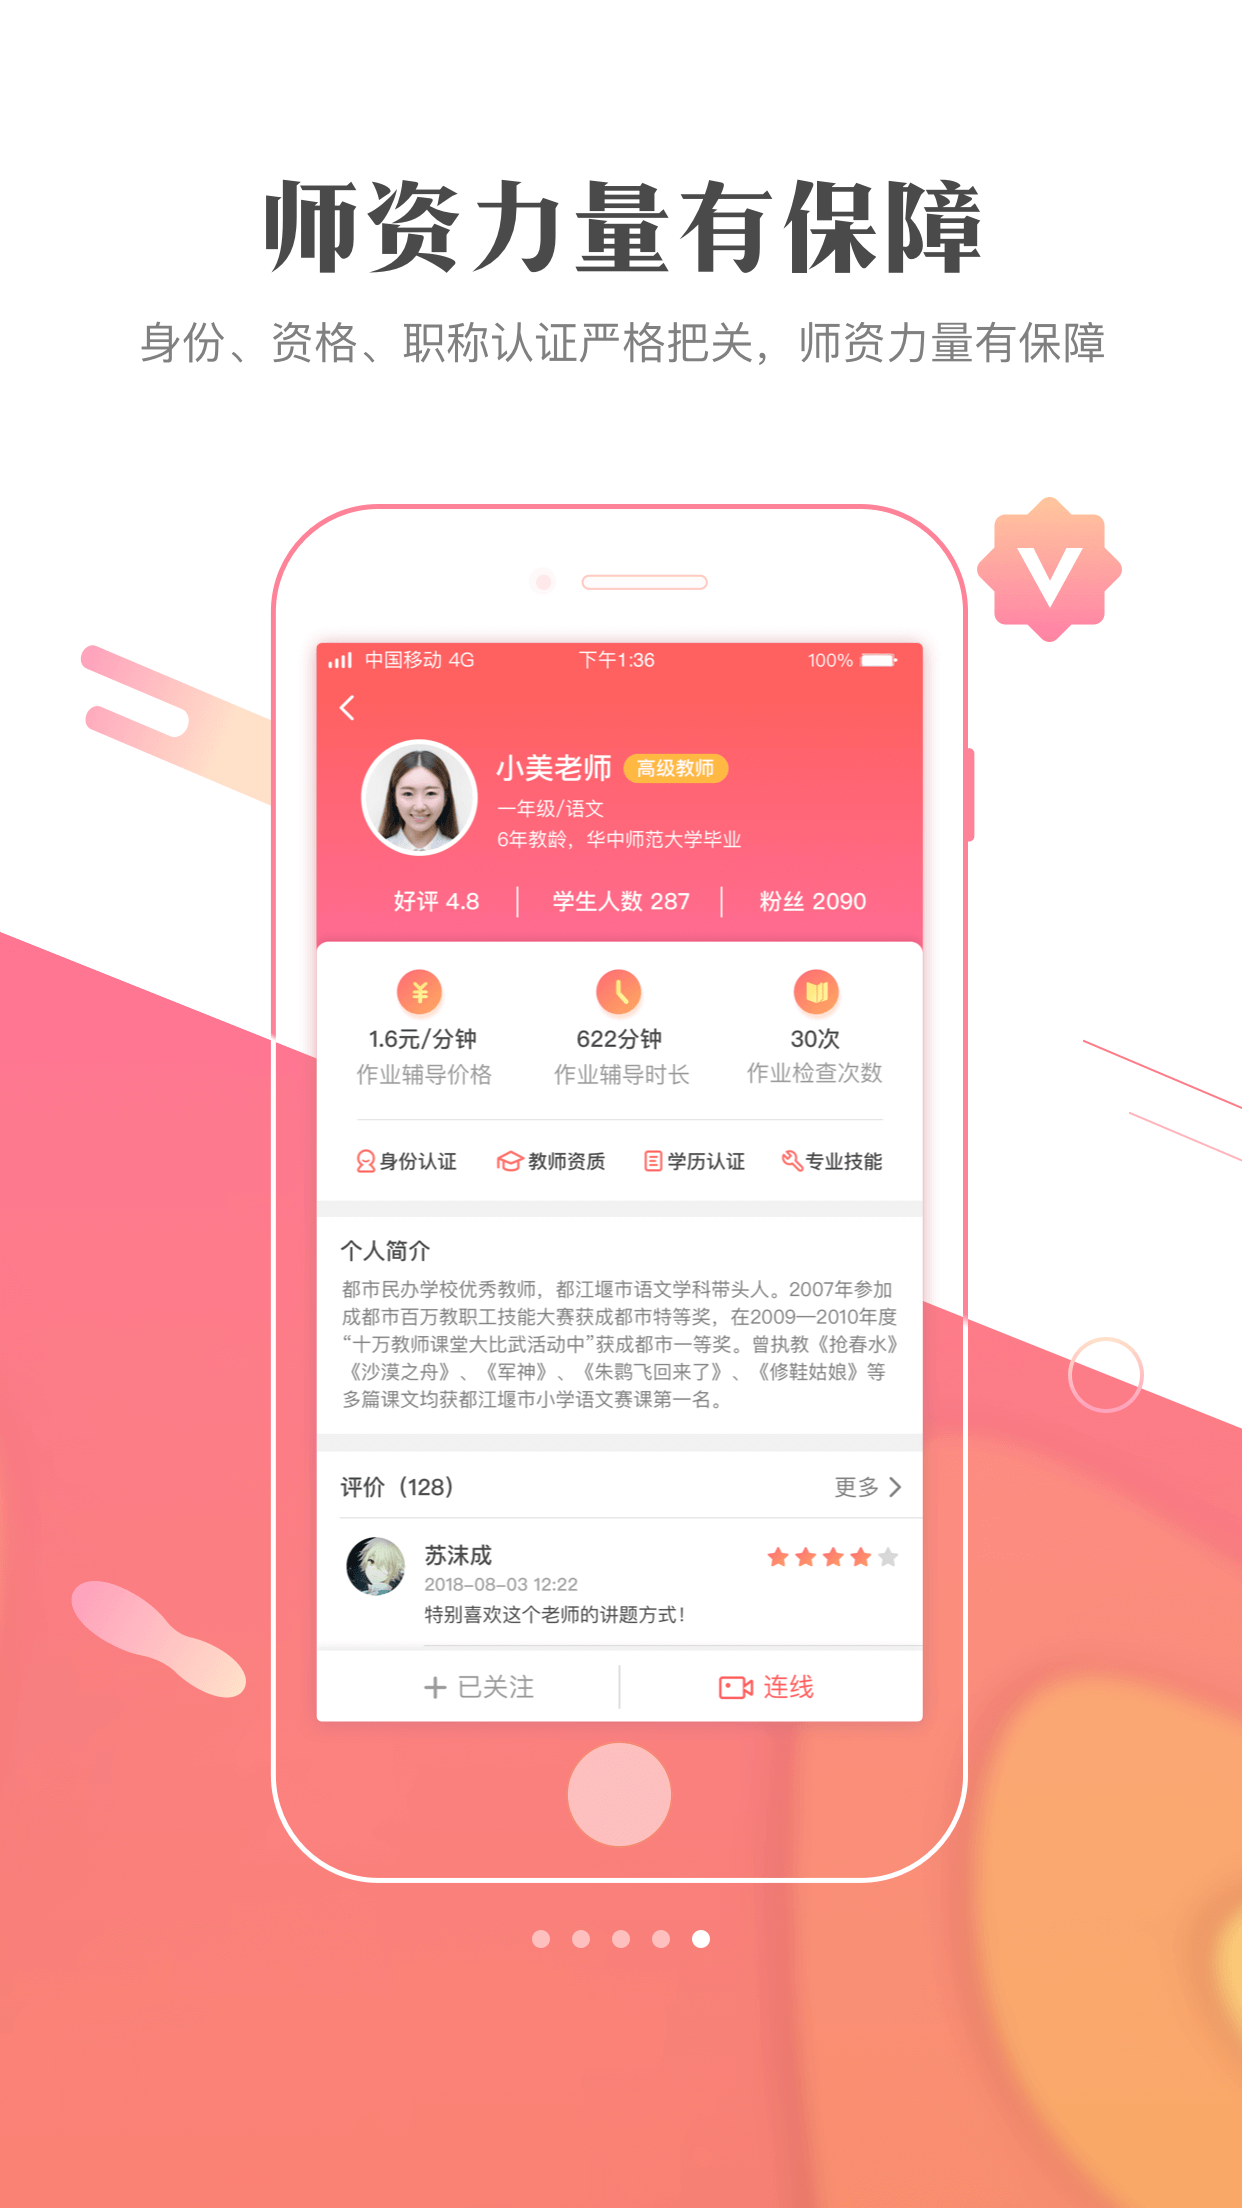 师资力量有保障
身份、资格、职称认证严格把关，师资力量有保障
V
中国移动 4G 下午1:36 100%
小美老师 高级教师
一年级/语文
6年教龄，华中师范大学毕业
好评 4.8 学生人数 287 粉丝 2090
¥
1.6元/分钟 622分钟 30次
作业辅导价格 作业辅导时长 作业检查次数
身份认证 教师资质 学历认证 专业技能
个人简介
都市民办学校优秀教师，都江堰市语文学科带头人。2007年参加
成都市百万教职工技能大赛获成都市特等奖，在2009—2010年度
“十万教师课堂大比武活动中”获成都市一等奖。曾执教《抢春水》
《沙漠之舟》、《军神》、《朱鹮飞回来了》、《修鞋姑娘》等
多篇课文均获都江堰市小学语文赛课第一名。
评价（128） 更多
苏沫成
2018-08-03 12:22
特别喜欢这个老师的讲题方式！
已关注 连线